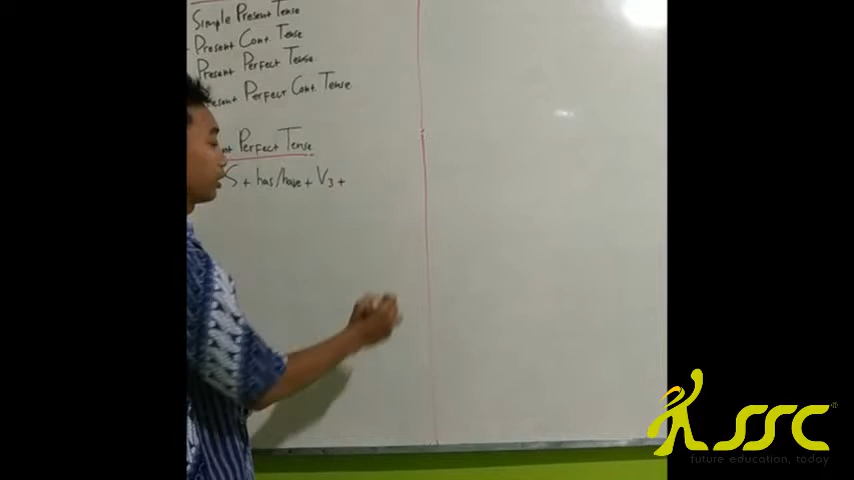 Simple Present Tense
Present Cont Tense
Present Perfect Tense
Perfect Cont. Tense
Perfect Tense
S + has/have + V3 +
SSC
future education, today